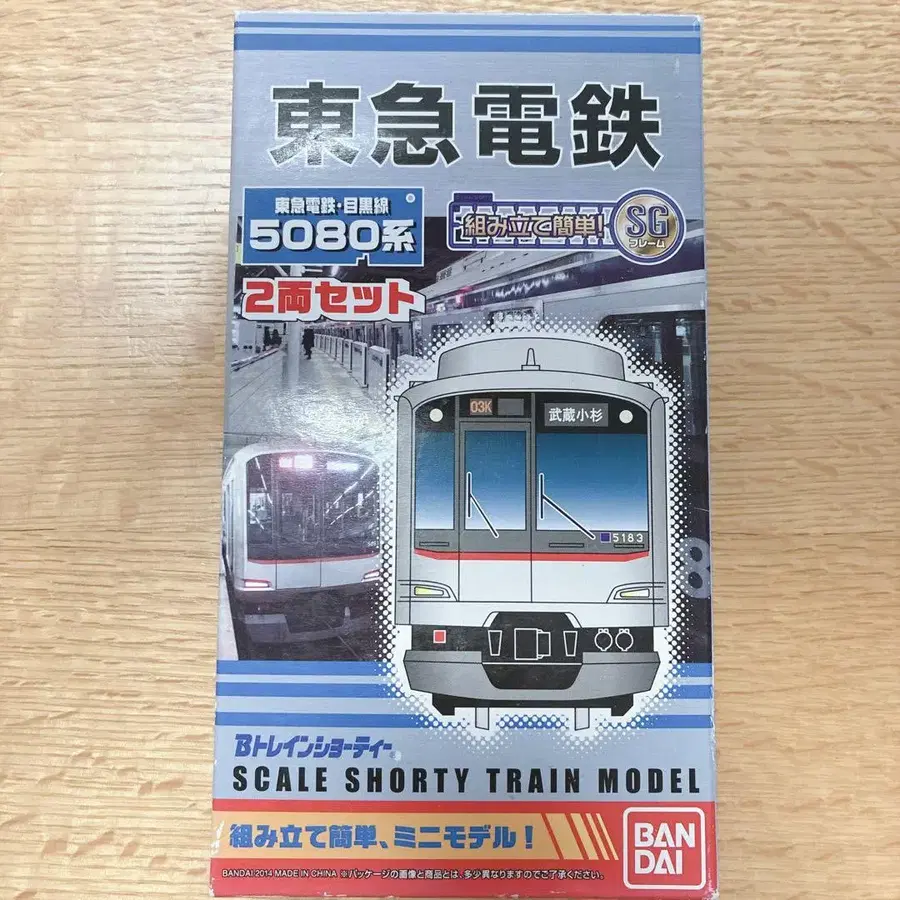 東急電鉄
東急電鉄・目黒線
5080系
組み立て簡単!
SG
フレーム
2両セット
03K
武蔵小杉
5183
Bトレインショーティー
SCALE SHORTY TRAIN MODEL
組み立て簡単、ミニモデル!
BANDAI 2014 MADE IN CHINA ※パッケージの画像と商品とは、多少異なりますのでご了承ください。
BAN
DAI